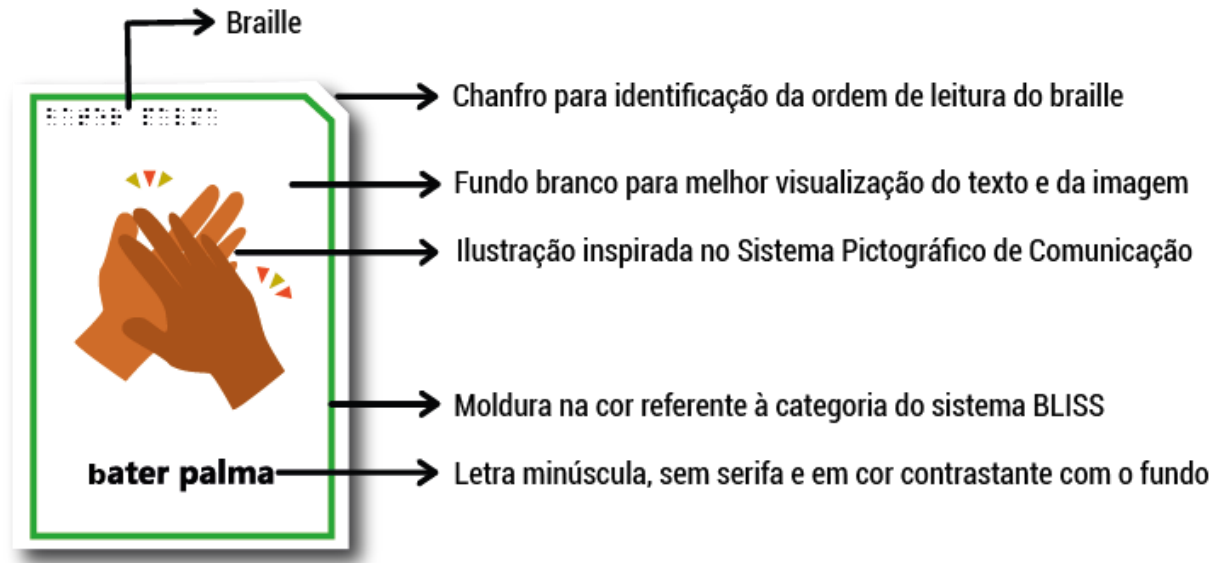 Braille
Chanfro para identificação da ordem de leitura do braille
Fundo branco para melhor visualização do texto e da imagem
Ilustração inspirada no Sistema Pictográfico de Comunicação
Moldura na cor referente à categoria do sistema BLISS
bater palma
Letra minúscula, sem serifa e em cor contrastante com o fundo